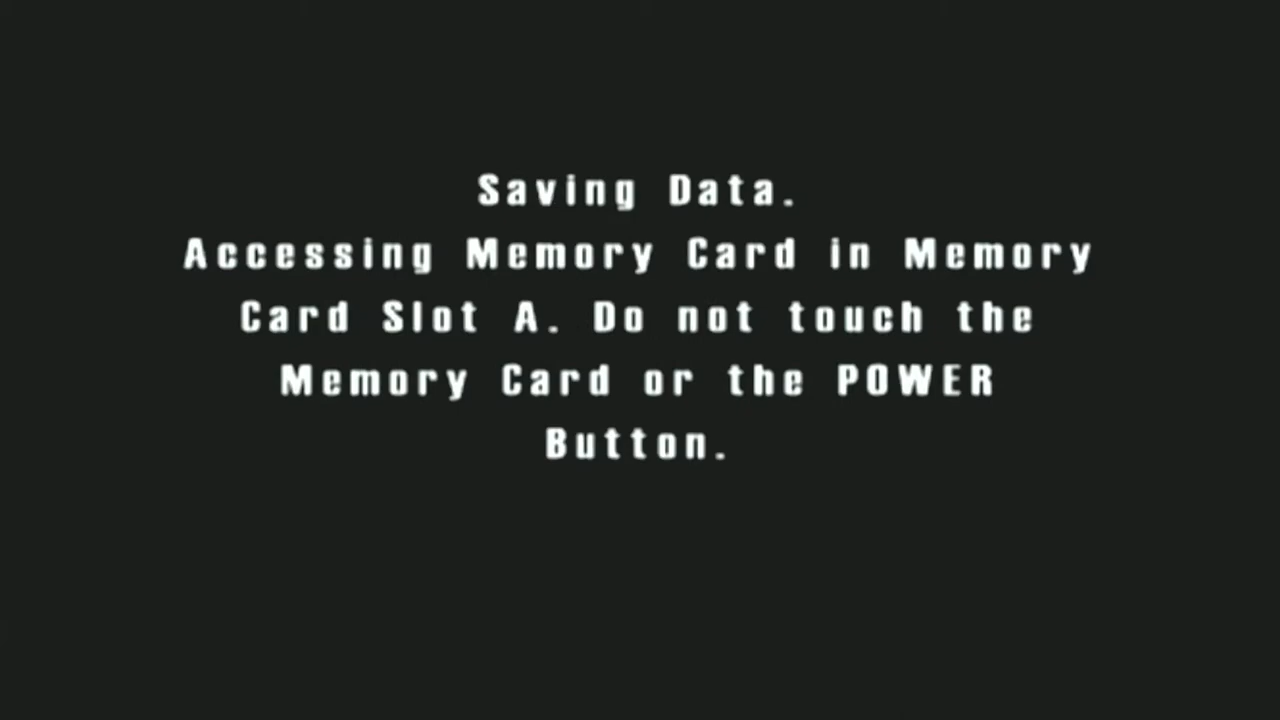 Saving Data.
Accessing Memory Card in Memory
Card Slot A. Do not touch the
Memory Card or the POWER
Button.